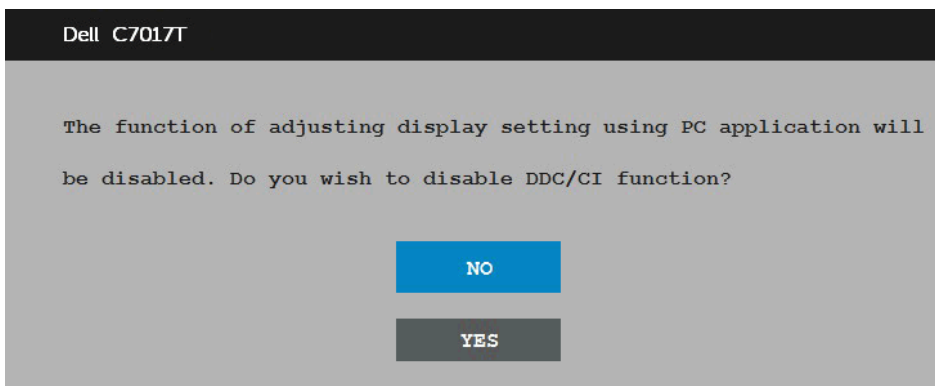 Dell C7017T
The function of adjusting display setting using PC application will
be disabled. Do you wish to disable DDC/CI function?
NO
YES